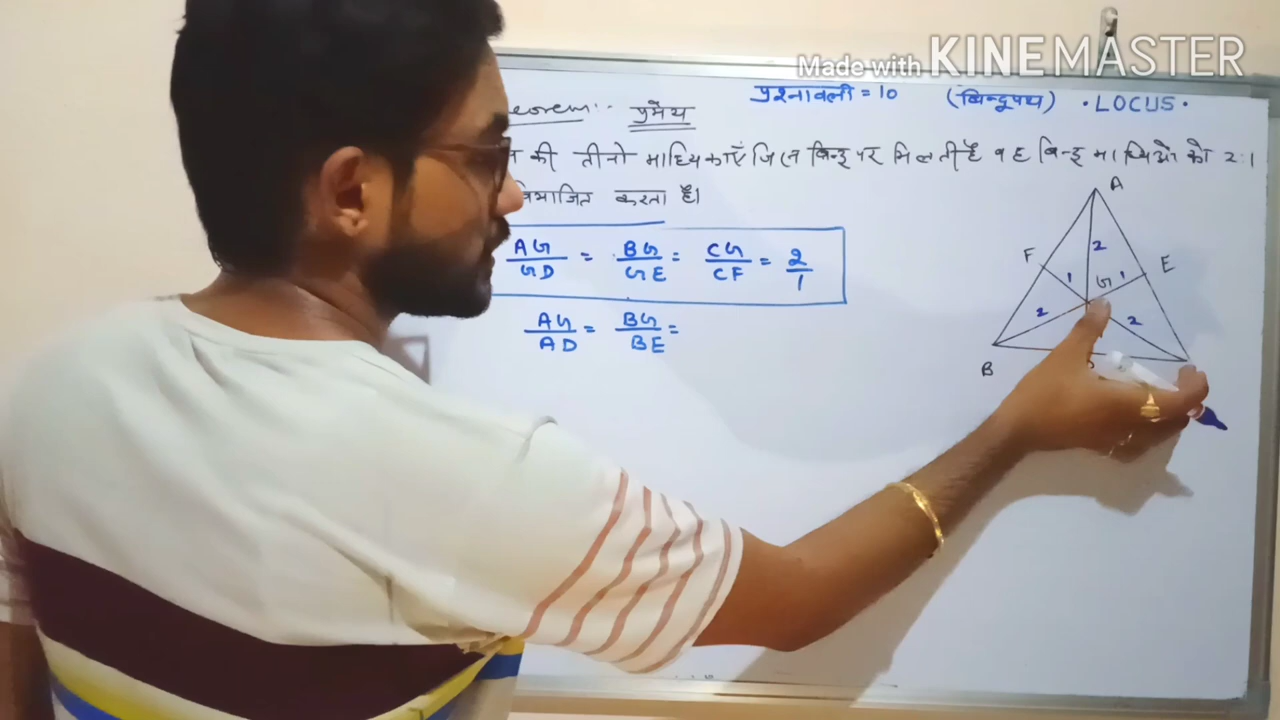 Made with KINEMASTER
प्रश्नावली = 10 (बिन्दुपथ) • LOCUS •
eorem:- प्रमेय
की तीनो माध्यिकाएँ जिस बिन्दु पर मिलती है वह बिन्दु को 2:1
विभाजित करता है।
AG/GD = BG/GE = CG/CF = 2/1
AG/AD = BG/BE =
A
F 2 E
1 G 1
2 2
B